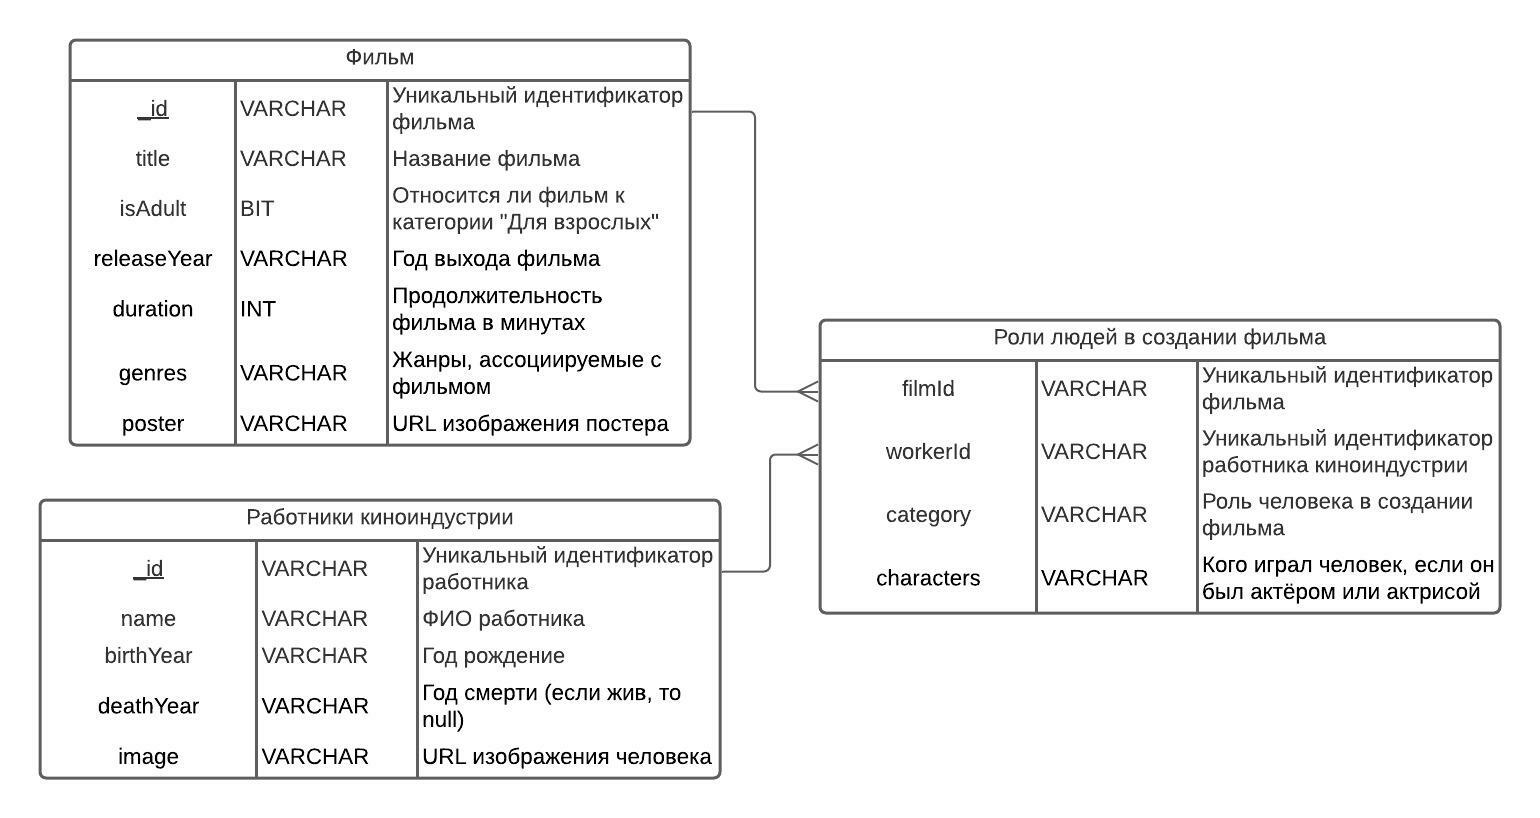 Фильм
_id VARCHAR Уникальный идентификатор
фильма
title VARCHAR Название фильма
isAdult BIT Относится ли фильм к
категории "Для взрослых"
releaseYear VARCHAR Год выхода фильма
duration INT Продолжительность
фильма в минутах
genres VARCHAR Жанры, ассоциируемые с
фильмом
poster VARCHAR URL изображения постера
Работники киноиндустрии
_id VARCHAR Уникальный идентификатор
работника
name VARCHAR ФИО работника
birthYear VARCHAR Год рождение
deathYear VARCHAR Год смерти (если жив, то
null)
image VARCHAR URL изображения человека
Роли людей в создании фильма
filmId VARCHAR Уникальный идентификатор
фильма
workerId VARCHAR Уникальный идентификатор
работника киноиндустрии
category VARCHAR Роль человека в создании
фильма
characters VARCHAR Кого играл человек, если он
был актёром или актрисой